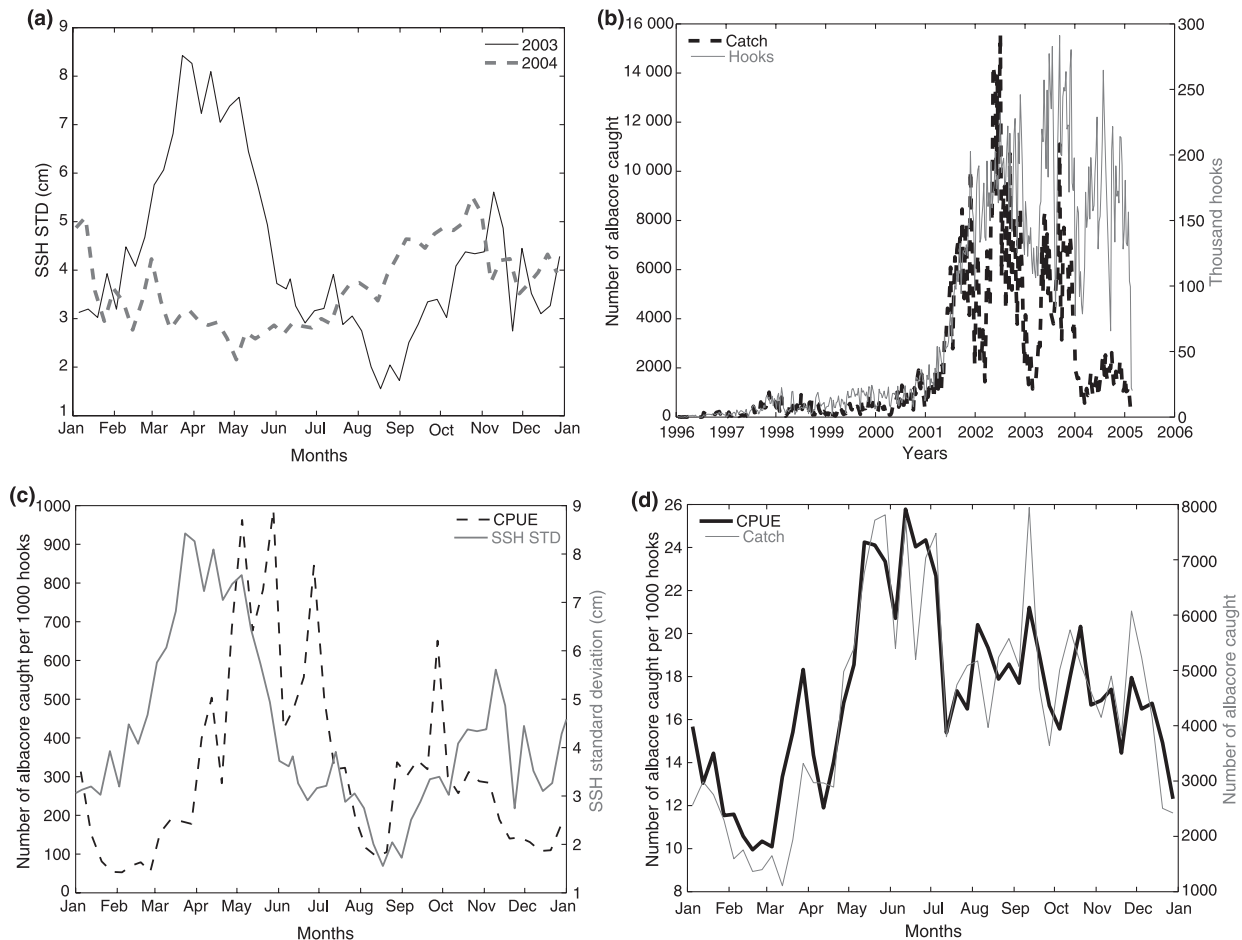 (a)
9
8
7
6
5
4
3
2
1
SSH STD (cm)
2003
2004
Jan Feb Mar Apr May Jun Jul Aug Sep Oct Nov Dec Jan
Months
(b)
16 000
14 000
12 000
10 000
8000
6000
4000
2000
0
Number of albacore caught
Catch
Hooks
300
250
200
150
100
50
0
Thousand hooks
1996 1997 1998 1999 2000 2001 2002 2003 2004 2005 2006
Years
(c)
1000
900
800
700
600
500
400
300
200
100
0
Number of albacore caught per 1000 hooks
CPUE
SSH STD
9
8
7
6
5
4
3
2
1
SSH standard deviation (cm)
Jan Feb Mar Apr May Jun Jul Aug Sep Oct Nov Dec Jan
Months
(d)
26
24
22
20
18
16
14
12
10
8
Number of albacore caught per 1000 hooks
CPUE
Catch
8000
7000
6000
5000
4000
3000
2000
1000
Number of albacore caught
Jan Feb Mar Apr May Jun Jul Aug Sep Oct Nov Dec Jan
Months